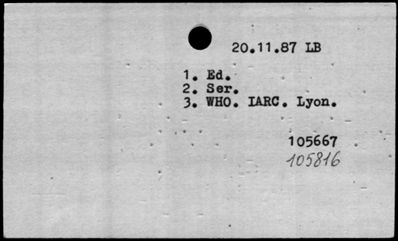 20.11.87 LB
1. Ed.
2. Ser.
3. WHO. IARC. Lyon.
105667
105816